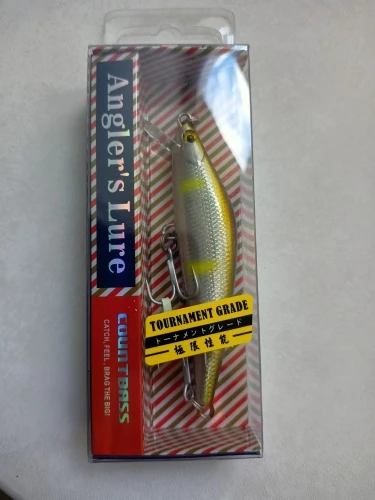 Angler's Lure
COUNTBASS
CATCH, FEEL, BRAG THE BIG!
TOURNAMENT GRADE
トーナメントグレード
極限性能